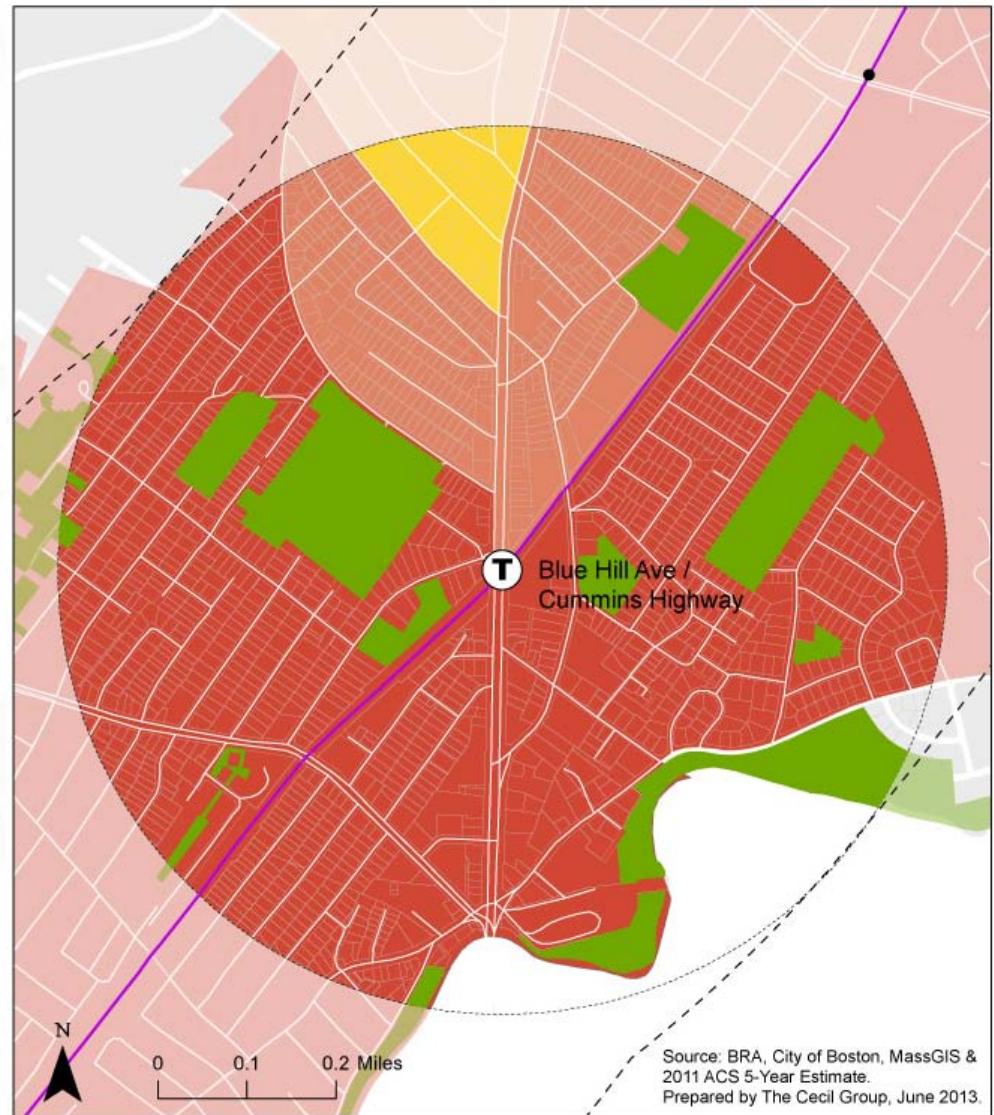 T
Blue Hill Ave /
Cummins Highway
N
0 0.1 0.2 Miles
Source: BRA, City of Boston, MassGIS &
2011 ACS 5-Year Estimate.
Prepared by The Cecil Group, June 2013.